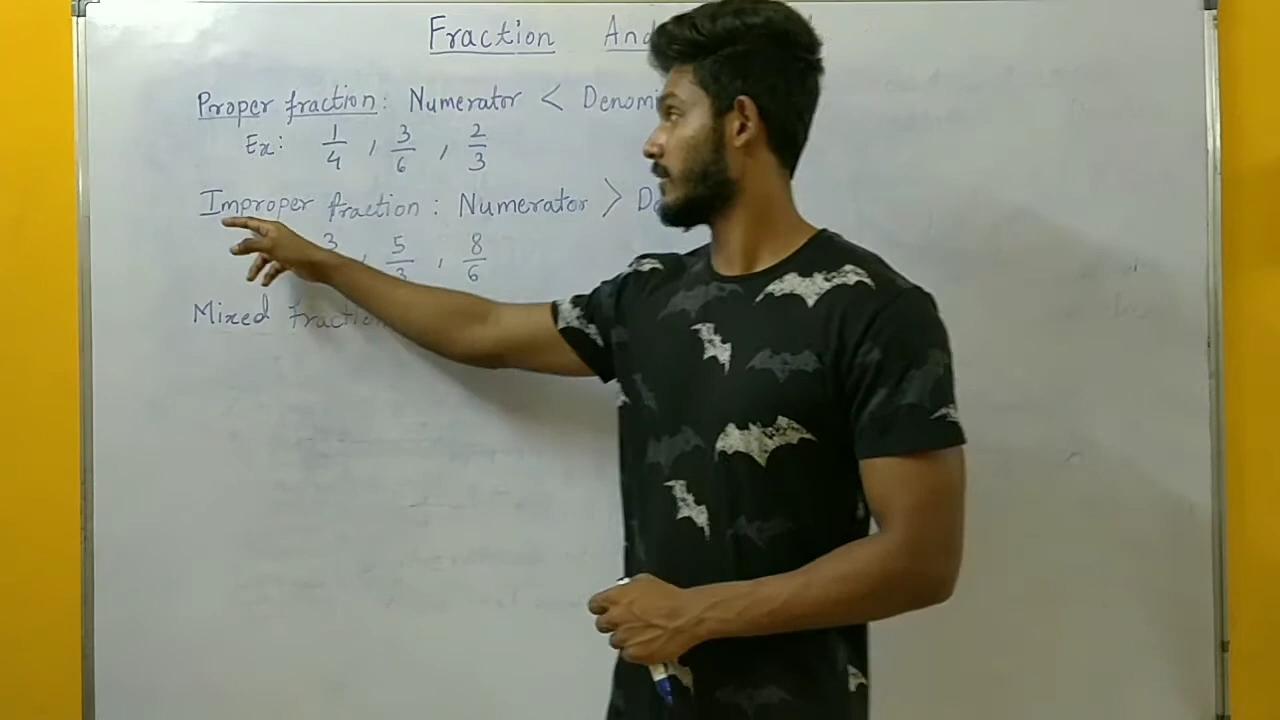 Fraction And
Proper fraction: Numerator < Denomi
Ex: 1/4 , 3/6 , 2/3
Improper fraction: Numerator > De
3 , 5/3 , 8/6
Mixed Fraction